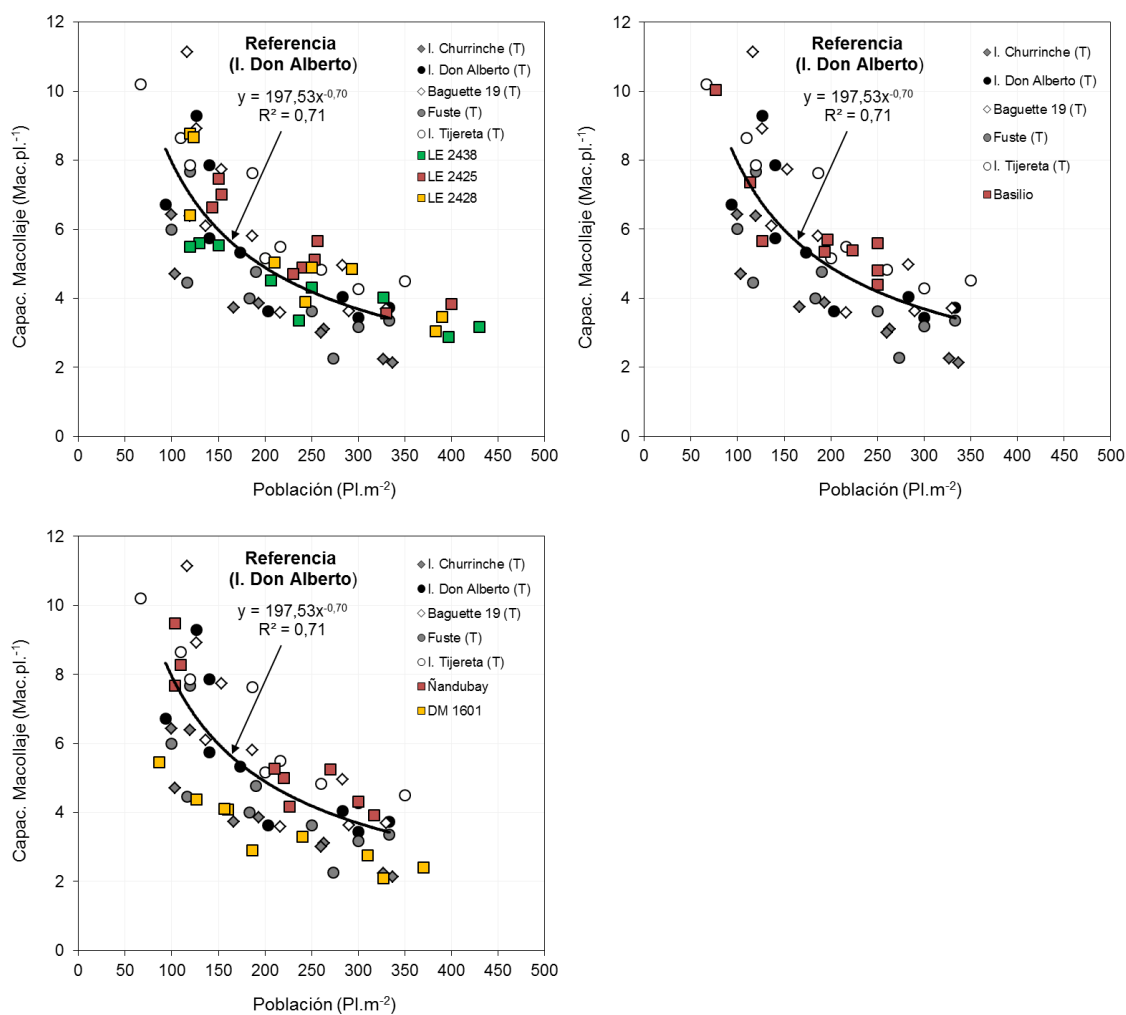 12
10
8
6
4
2
0
Capac. Macollaje (Mac.pl.⁻¹)
Referencia
(I. Don Alberto)
y = 197,53x⁻⁰,⁷⁰
R² = 0,71
I. Churrinche (T)
I. Don Alberto (T)
Baguette 19 (T)
Fuste (T)
I. Tijereta (T)
LE 2438
LE 2425
LE 2428
0 50 100 150 200 250 300 350 400 450 500
Población (Pl.m⁻²)
12
10
8
6
4
2
0
Capac. Macollaje (Mac.pl.⁻¹)
Referencia
(I. Don Alberto)
y = 197,53x⁻⁰,⁷⁰
R² = 0,71
I. Churrinche (T)
I. Don Alberto (T)
Baguette 19 (T)
Fuste (T)
I. Tijereta (T)
Basilio
0 50 100 150 200 250 300 350 400 450 500
Población (Pl.m⁻²)
12
10
8
6
4
2
0
Capac. Macollaje (Mac.pl.⁻¹)
Referencia
(I. Don Alberto)
y = 197,53x⁻⁰,⁷⁰
R² = 0,71
I. Churrinche (T)
I. Don Alberto (T)
Baguette 19 (T)
Fuste (T)
I. Tijereta (T)
Ñandubay
DM 1601
0 50 100 150 200 250 300 350 400 450 500
Población (Pl.m⁻²)